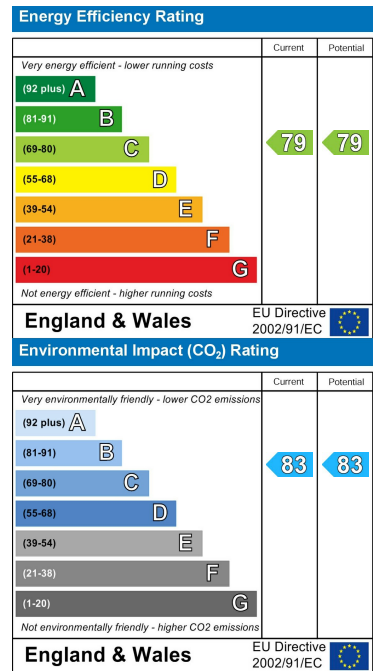 Energy Efficiency Rating
Current Potential
Very energy efficient - lower running costs
(92 plus) A
(81-91) B
(69-80) C
79 79
(55-68) D
(39-54) E
(21-38) F
(1-20) G
Not energy efficient - higher running costs
England & Wales
EU Directive
2002/91/EC
Environmental Impact (CO₂) Rating
Current Potential
Very environmentally friendly - lower CO2 emissions
(92 plus) A
(81-91) B
83 83
(69-80) C
(55-68) D
(39-54) E
(21-38) F
(1-20) G
Not environmentally friendly - higher CO2 emissions
England & Wales
EU Directive
2002/91/EC